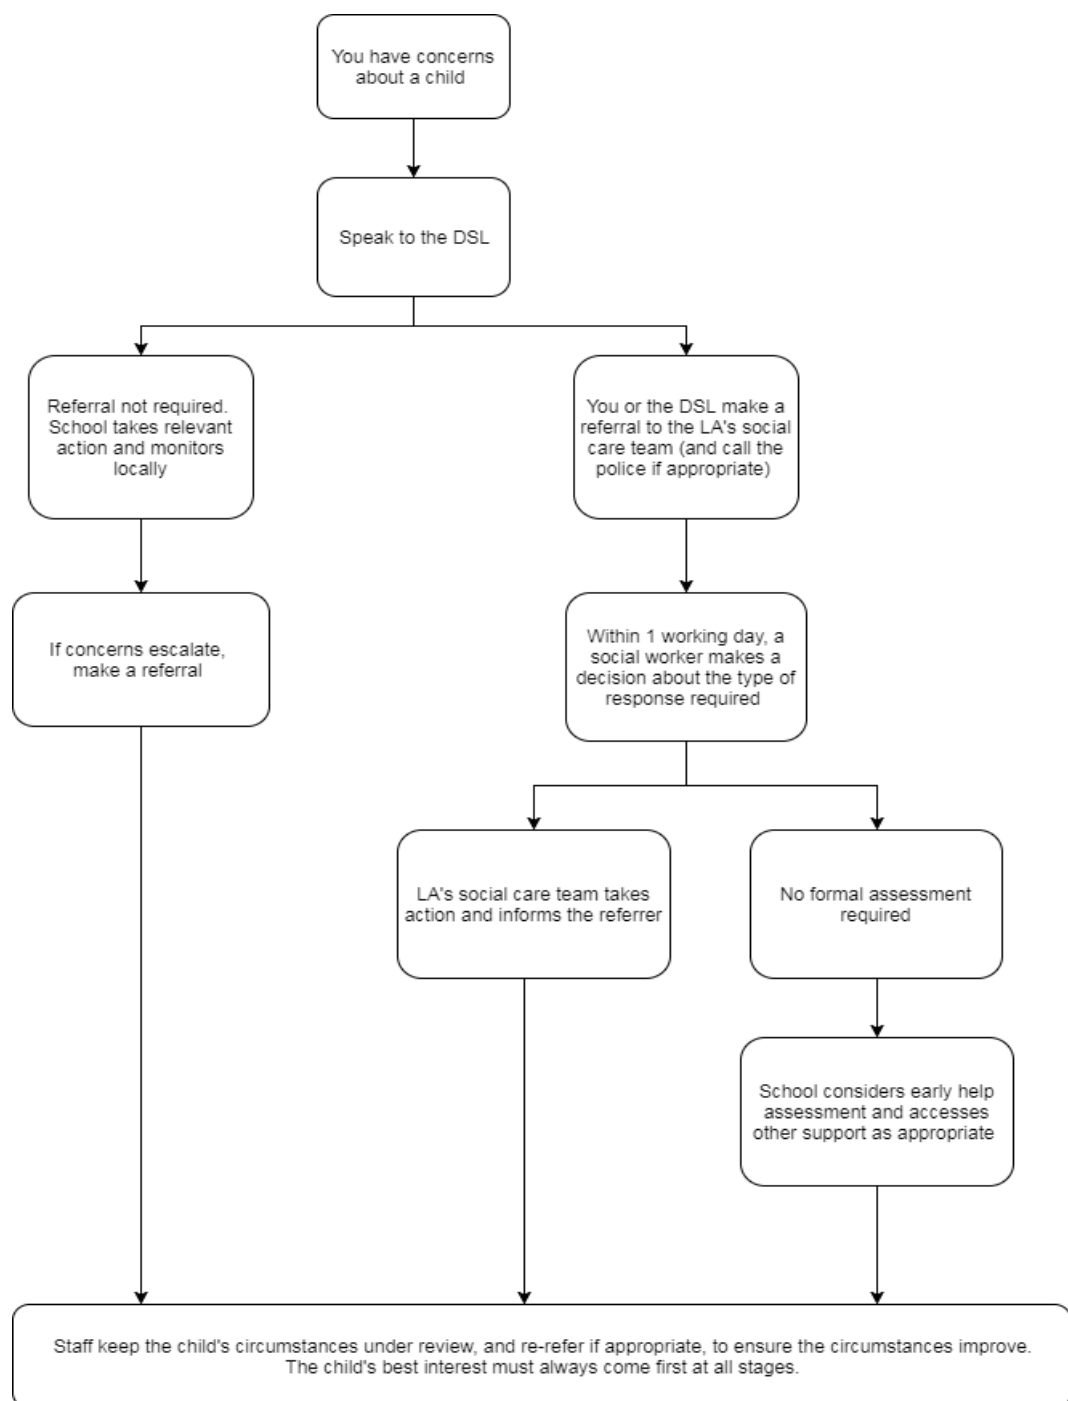 You have concerns
about a child
Speak to the DSL
Referral not required.
School takes relevant
action and monitors
locally
You or the DSL make a
referral to the LA's social
care team (and call the
police if appropriate)
If concerns escalate,
make a referral
Within 1 working day, a
social worker makes a
decision about the type of
response required
LA's social care team takes
action and informs the referrer
No formal assessment
required
School considers early help
assessment and accesses
other support as appropriate
Staff keep the child's circumstances under review, and re-refer if appropriate, to ensure the circumstances improve.
The child's best interest must always come first at all stages.